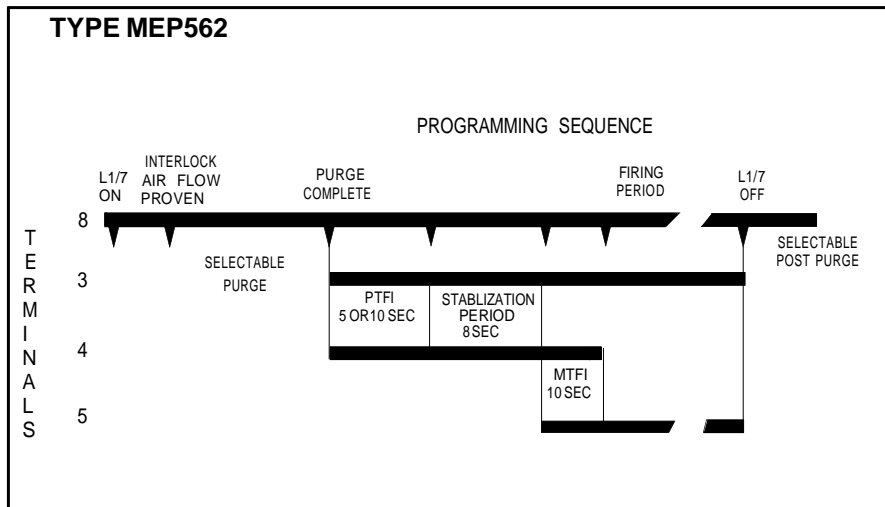 TYPE MEP562
PROGRAMMING SEQUENCE
L1/7
ON
INTERLOCK
AIR FLOW
PROVEN
PURGE
COMPLETE
FIRING
PERIOD
L1/7
OFF
TERMINALS
8
SELECTABLE
PURGE
SELECTABLE
POST PURGE
3
PTFI
5 OR10 SEC
STABLIZATION
PERIOD
8SEC
4
MTFI
10 SEC
5